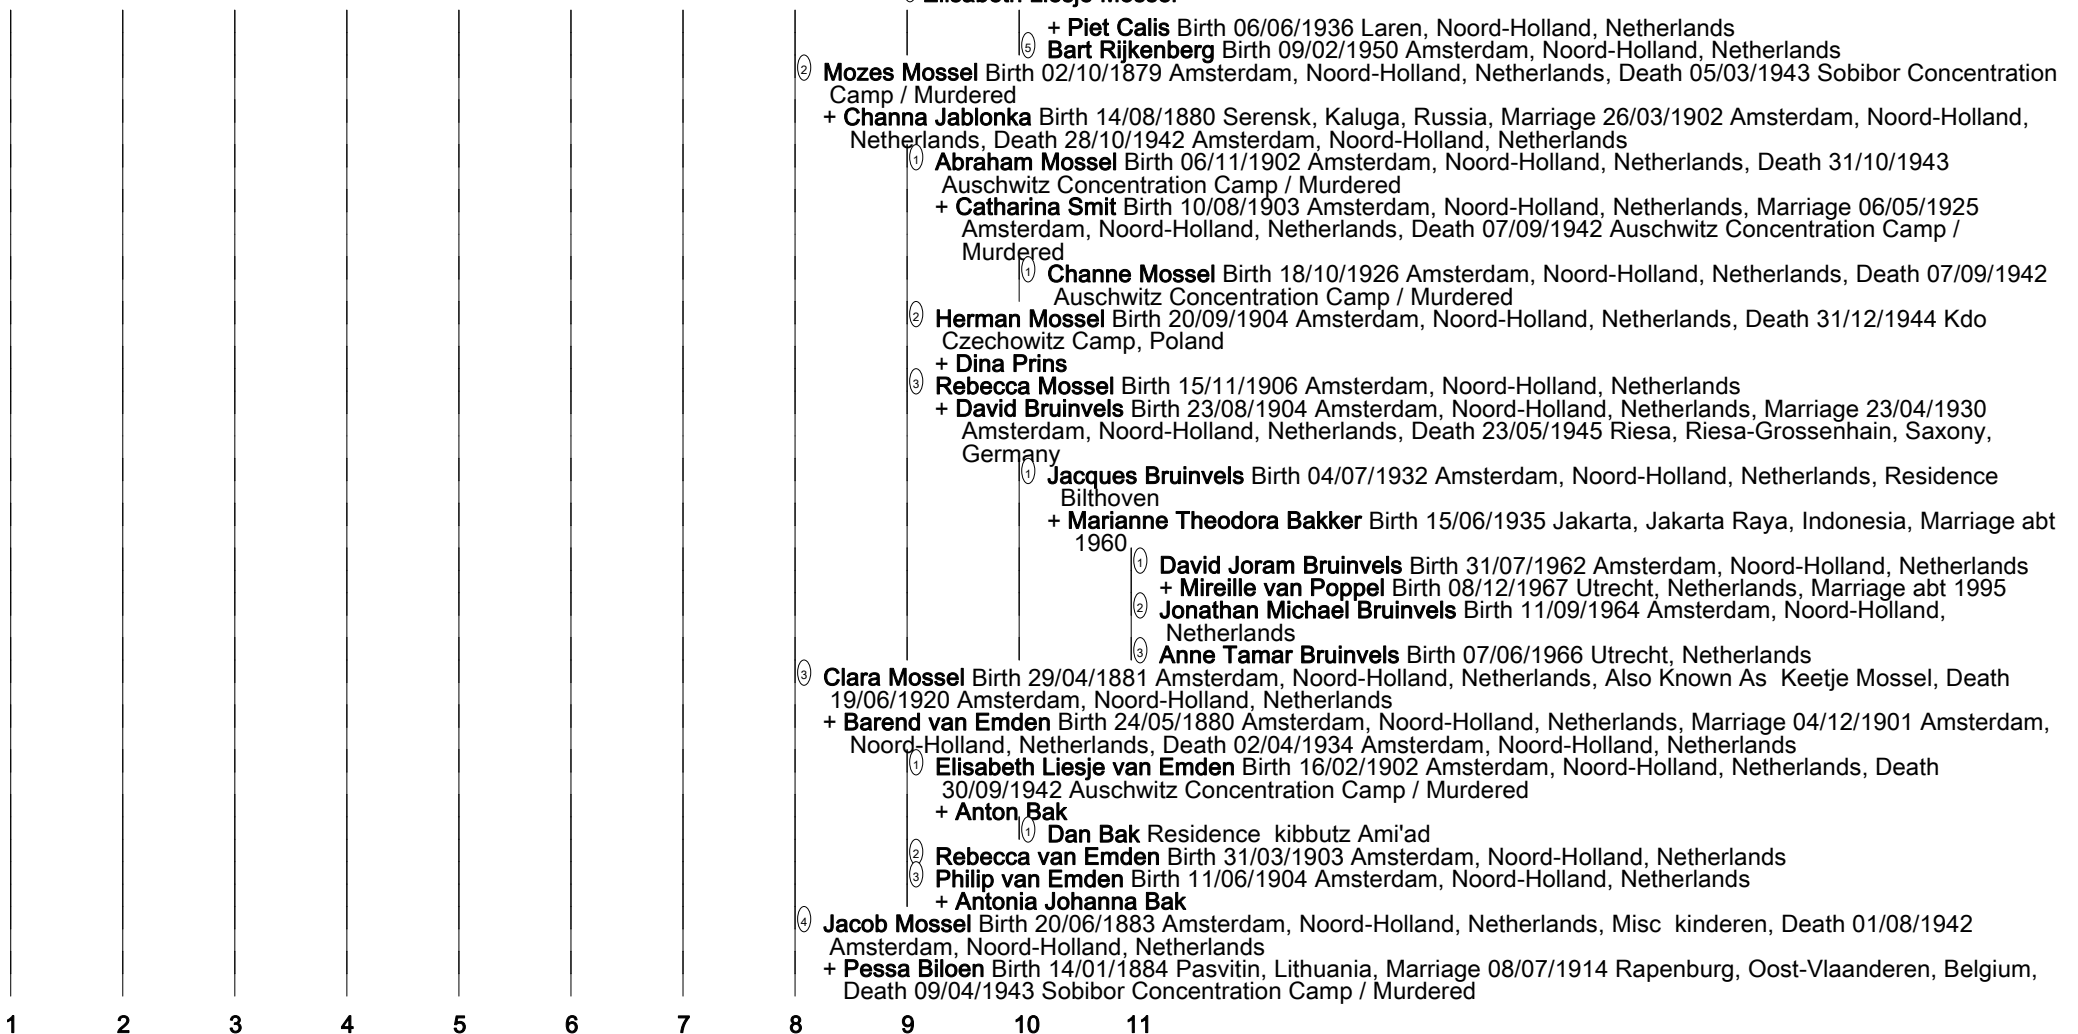 Elisabeth Liesje Mossel
+ Piet Calis Birth 06/06/1936 Laren, Noord-Holland, Netherlands
5 Bart Rijkenberg Birth 09/02/1950 Amsterdam, Noord-Holland, Netherlands
2 Mozes Mossel Birth 02/10/1879 Amsterdam, Noord-Holland, Netherlands, Death 05/03/1943 Sobibor Concentration
Camp / Murdered
+ Channa Jablonka Birth 14/08/1880 Serensk, Kaluga, Russia, Marriage 26/03/1902 Amsterdam, Noord-Holland,
Netherlands, Death 28/10/1942 Amsterdam, Noord-Holland, Netherlands
1 Abraham Mossel Birth 06/11/1902 Amsterdam, Noord-Holland, Netherlands, Death 31/10/1943
Auschwitz Concentration Camp / Murdered
+ Catharina Smit Birth 10/08/1903 Amsterdam, Noord-Holland, Netherlands, Marriage 06/05/1925
Amsterdam, Noord-Holland, Netherlands, Death 07/09/1942 Auschwitz Concentration Camp /
Murdered
1 Channe Mossel Birth 18/10/1926 Amsterdam, Noord-Holland, Netherlands, Death 07/09/1942
Auschwitz Concentration Camp / Murdered
2 Herman Mossel Birth 20/09/1904 Amsterdam, Noord-Holland, Netherlands, Death 31/12/1944 Kdo
Czechowitz Camp, Poland
+ Dina Prins
3 Rebecca Mossel Birth 15/11/1906 Amsterdam, Noord-Holland, Netherlands
+ David Bruinvels Birth 23/08/1904 Amsterdam, Noord-Holland, Netherlands, Marriage 23/04/1930
Amsterdam, Noord-Holland, Netherlands, Death 23/05/1945 Riesa, Riesa-Grossenhain, Saxony,
Germany
1 Jacques Bruinvels Birth 04/07/1932 Amsterdam, Noord-Holland, Netherlands, Residence
Bilthoven
+ Marianne Theodora Bakker Birth 15/06/1935 Jakarta, Jakarta Raya, Indonesia, Marriage abt
1960
1 David Joram Bruinvels Birth 31/07/1962 Amsterdam, Noord-Holland, Netherlands
+ Mireille van Poppel Birth 08/12/1967 Utrecht, Netherlands, Marriage abt 1995
2 Jonathan Michael Bruinvels Birth 11/09/1964 Amsterdam, Noord-Holland,
Netherlands
3 Anne Tamar Bruinvels Birth 07/06/1966 Utrecht, Netherlands
3 Clara Mossel Birth 29/04/1881 Amsterdam, Noord-Holland, Netherlands, Also Known As  Keetje Mossel, Death
19/06/1920 Amsterdam, Noord-Holland, Netherlands
+ Barend van Emden Birth 24/05/1880 Amsterdam, Noord-Holland, Netherlands, Marriage 04/12/1901 Amsterdam,
Noord-Holland, Netherlands, Death 02/04/1934 Amsterdam, Noord-Holland, Netherlands
1 Elisabeth Liesje van Emden Birth 16/02/1902 Amsterdam, Noord-Holland, Netherlands, Death
30/09/1942 Auschwitz Concentration Camp / Murdered
+ Anton Bak
1 Dan Bak Residence  kibbutz Ami'ad
2 Rebecca van Emden Birth 31/03/1903 Amsterdam, Noord-Holland, Netherlands
3 Philip van Emden Birth 11/06/1904 Amsterdam, Noord-Holland, Netherlands
+ Antonia Johanna Bak
4 Jacob Mossel Birth 20/06/1883 Amsterdam, Noord-Holland, Netherlands, Misc  kinderen, Death 01/08/1942
Amsterdam, Noord-Holland, Netherlands
+ Pessa Biloen Birth 14/01/1884 Pasvitin, Lithuania, Marriage 08/07/1914 Rapenburg, Oost-Vlaanderen, Belgium,
Death 09/04/1943 Sobibor Concentration Camp / Murdered
1 2 3 4 5 6 7 8 9 10 11